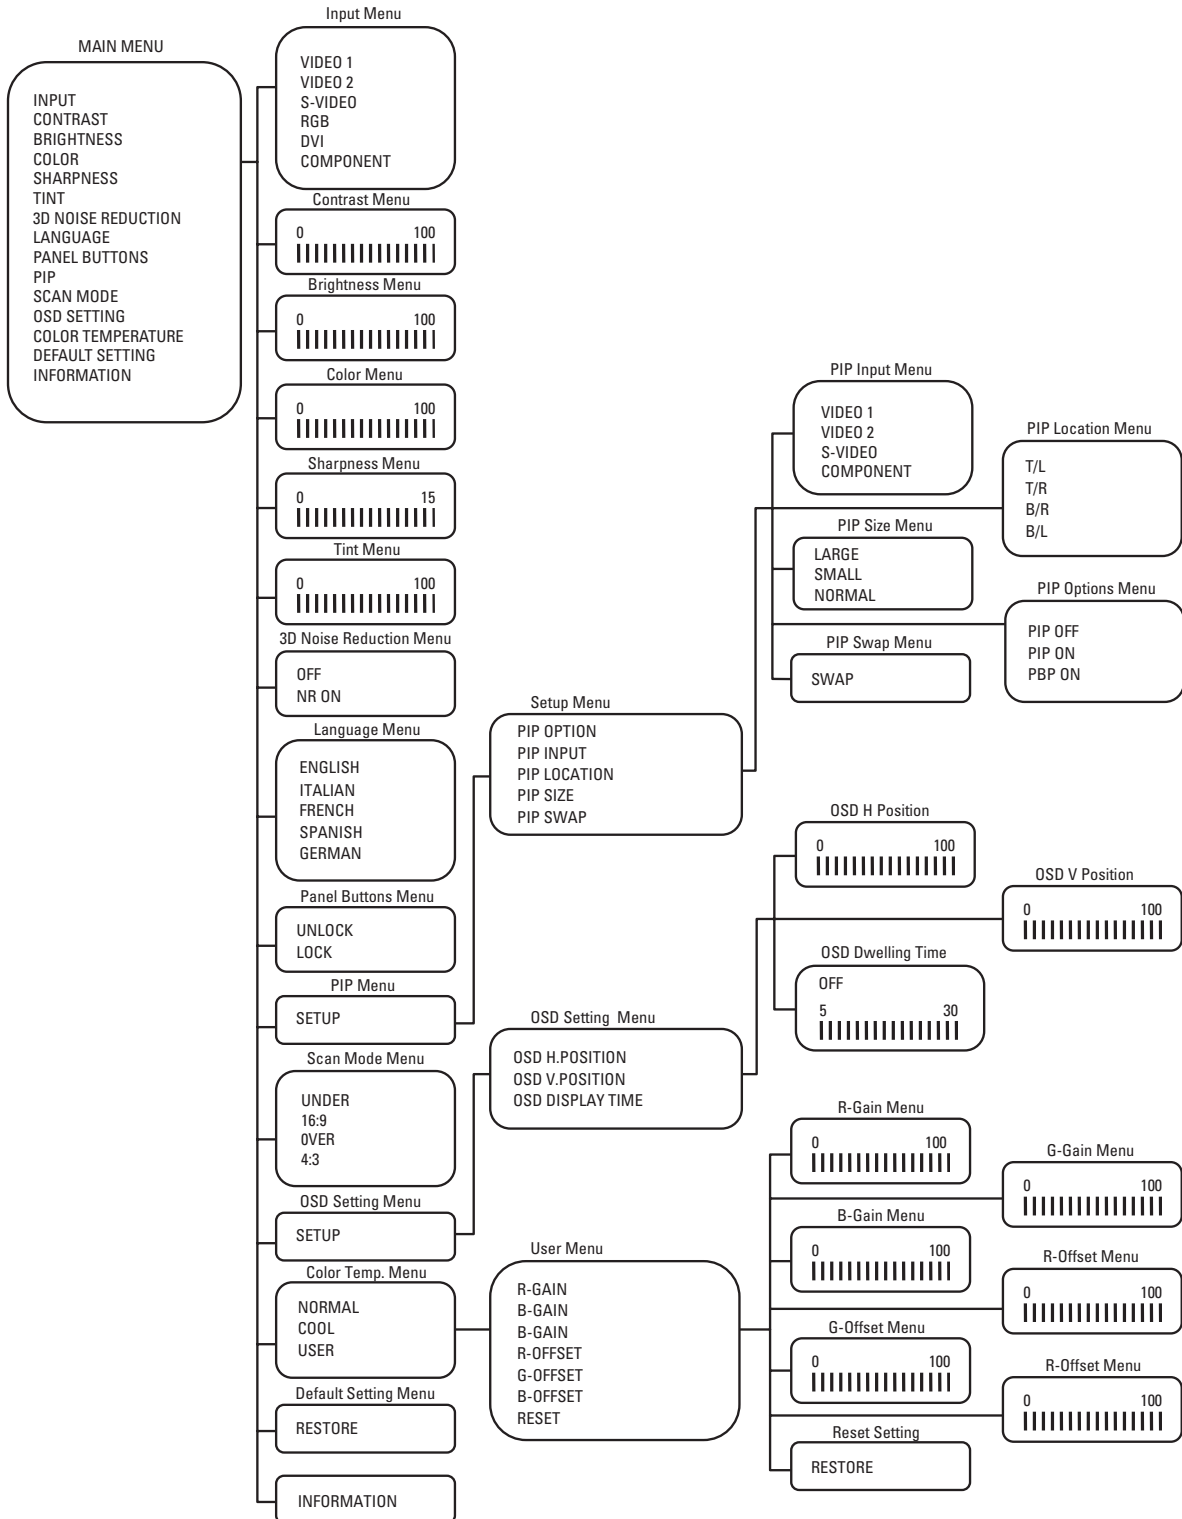 MAIN MENU
INPUT
CONTRAST
BRIGHTNESS
COLOR
SHARPNESS
TINT
3D NOISE REDUCTION
LANGUAGE
PANEL BUTTONS
PIP
SCAN MODE
OSD SETTING
COLOR TEMPERATURE
DEFAULT SETTING
INFORMATION
Input Menu
VIDEO 1
VIDEO 2
S-VIDEO
RGB
DVI
COMPONENT
Contrast Menu
0 100
Brightness Menu
0 100
Color Menu
0 100
Sharpness Menu
0 15
Tint Menu
0 100
3D Noise Reduction Menu
OFF
NR ON
Language Menu
ENGLISH
ITALIAN
FRENCH
SPANISH
GERMAN
Panel Buttons Menu
UNLOCK
LOCK
PIP Menu
SETUP
Scan Mode Menu
UNDER
16:9
0VER
4:3
OSD Setting Menu
SETUP
Color Temp. Menu
NORMAL
COOL
USER
Default Setting Menu
RESTORE
INFORMATION
Setup Menu
PIP OPTION
PIP INPUT
PIP LOCATION
PIP SIZE
PIP SWAP
OSD Setting Menu
OSD H.POSITION
OSD V.POSITION
OSD DISPLAY TIME
User Menu
R-GAIN
B-GAIN
B-GAIN
R-OFFSET
G-OFFSET
B-OFFSET
RESET
PIP Input Menu
VIDEO 1
VIDEO 2
S-VIDEO
COMPONENT
PIP Location Menu
T/L
T/R
B/R
B/L
PIP Size Menu
LARGE
SMALL
NORMAL
PIP Options Menu
PIP OFF
PIP ON
PBP ON
PIP Swap Menu
SWAP
OSD H Position
0 100
OSD V Position
0 100
OSD Dwelling Time
OFF
5 30
R-Gain Menu
0 100
G-Gain Menu
0 100
B-Gain Menu
0 100
R-Offset Menu
0 100
G-Offset Menu
0 100
R-Offset Menu
0 100
Reset Setting
RESTORE